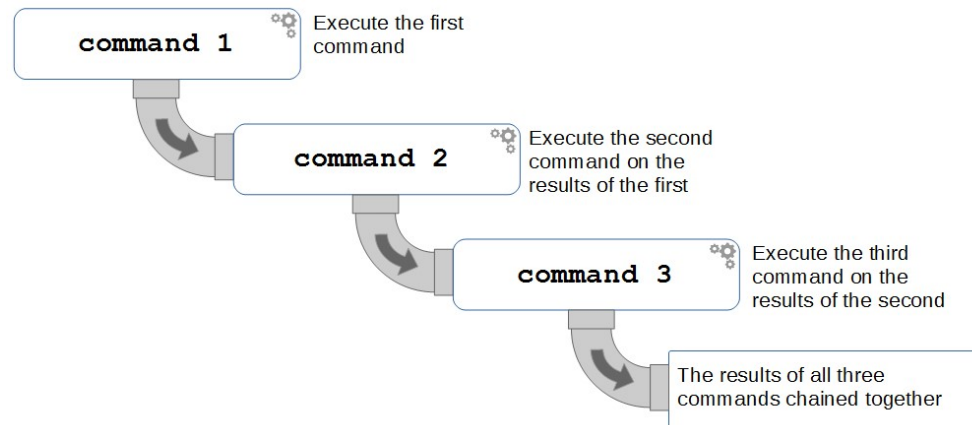 command 1
Execute the first
command
command 2
Execute the second
command on the
results of the first
command 3
Execute the third
command on the
results of the second
The results of all three
commands chained together